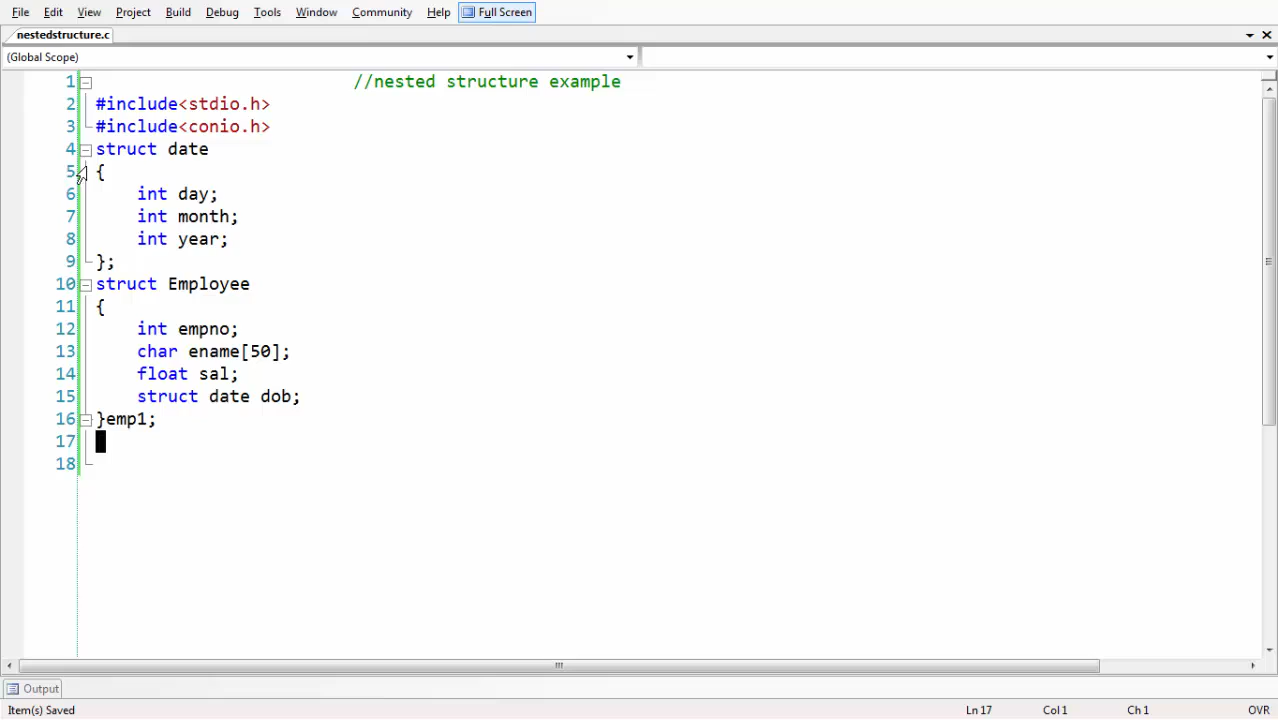 File Edit View Project Build Debug Tools Window Community Help Full Screen
nestedstructure.c
(Global Scope)
1 //nested structure example
2 #include<stdio.h>
3 #include<conio.h>
4 struct date
5 {
6 int day;
7 int month;
8 int year;
9 };
10 struct Employee
11 {
12 int empno;
13 char ename[50];
14 float sal;
15 struct date dob;
16 }emp1;
17
18
Output
Item(s) Saved Ln 17 Col 1 Ch 1 OVR